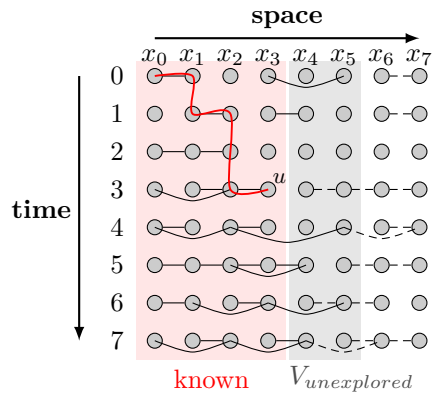 space
x₀ x₁ x₂ x₃ x₄ x₅ x₆ x₇
0
1
2
3 u
time
4
5
6
7
known V_unexplored